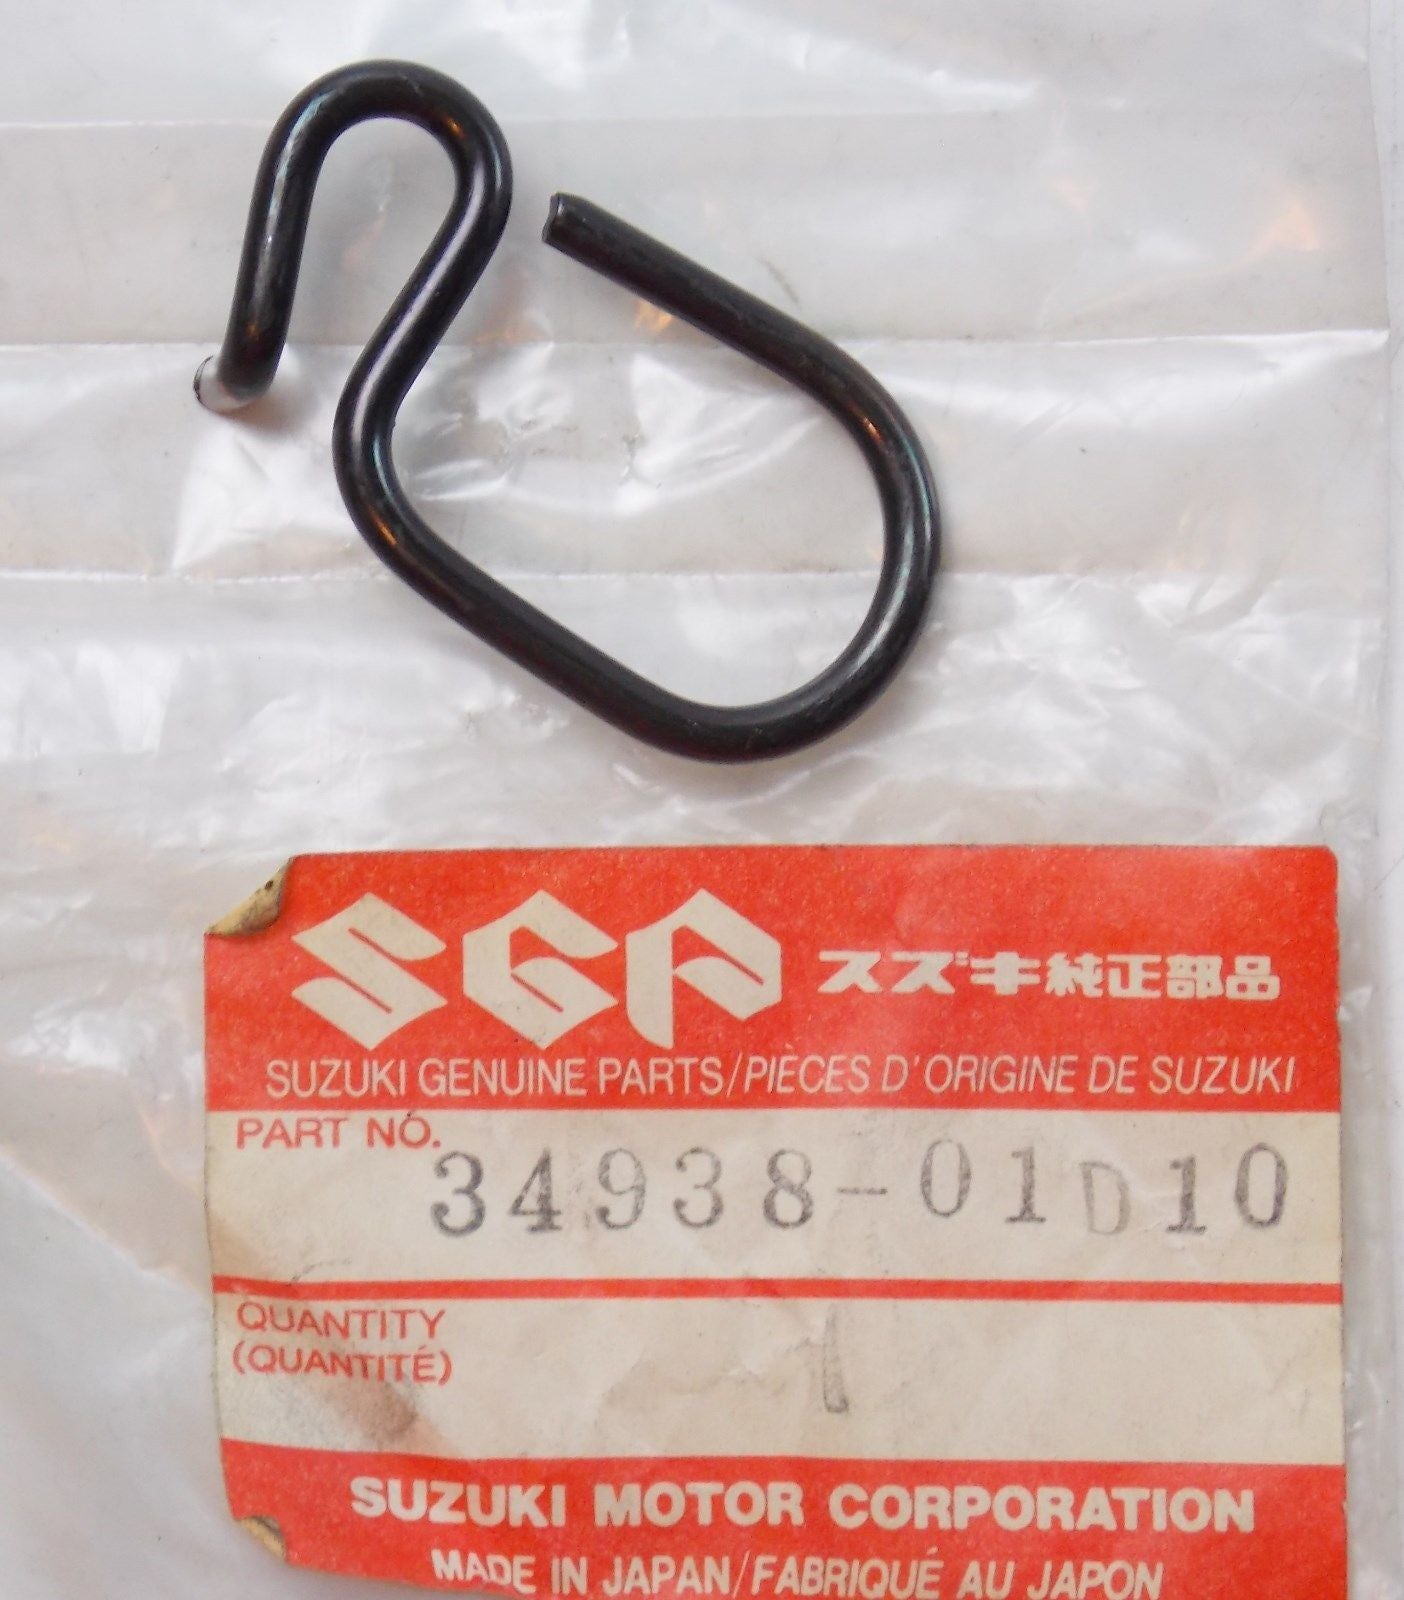 SGP スズキ純正部品
SUZUKI GENUINE PARTS/PIÈCES D'ORIGINE DE SUZUKI
PART NO.
34938-01D10
QUANTITY
(QUANTITÉ)
1
SUZUKI MOTOR CORPORATION
MADE IN JAPAN/FABRIQUÉ AU JAPON